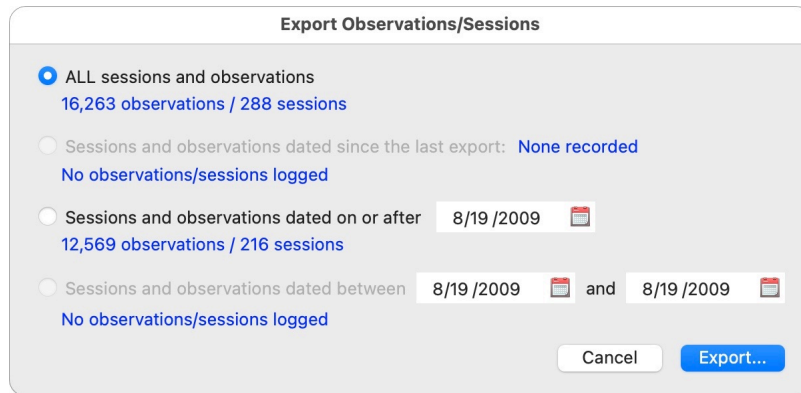 Export Observations/Sessions
ALL sessions and observations
16,263 observations / 288 sessions
Sessions and observations dated since the last export: None recorded
No observations/sessions logged
Sessions and observations dated on or after 8/19 /2009
12,569 observations / 216 sessions
Sessions and observations dated between 8/19 /2009 and 8/19 /2009
No observations/sessions logged
Cancel Export...